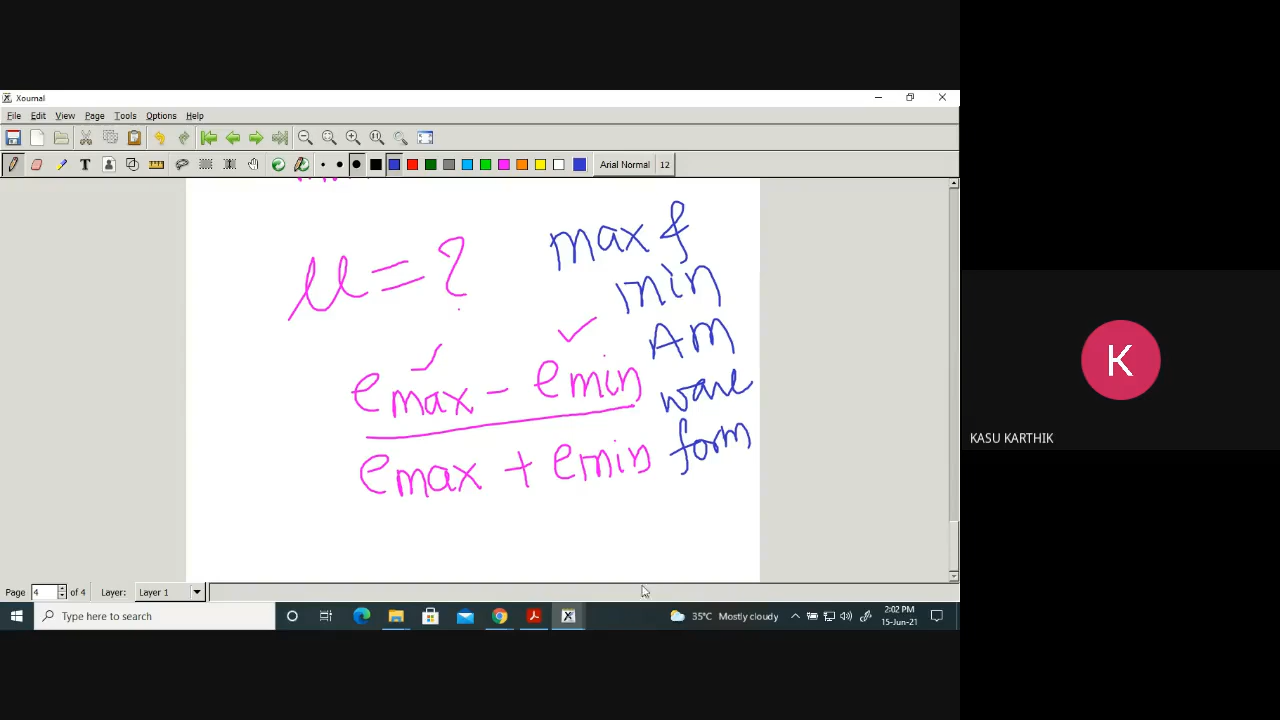 Xournal
File Edit View Page Tools Options Help
Arial Normal 12
μ = ?
emax - emin
emax + emin
max &
min
AM
wave
form
Page 4 of 4 Layer: Layer 1
Type here to search
35°C Mostly cloudy
2:02 PM
15-Jun-21
K
KASU KARTHIK